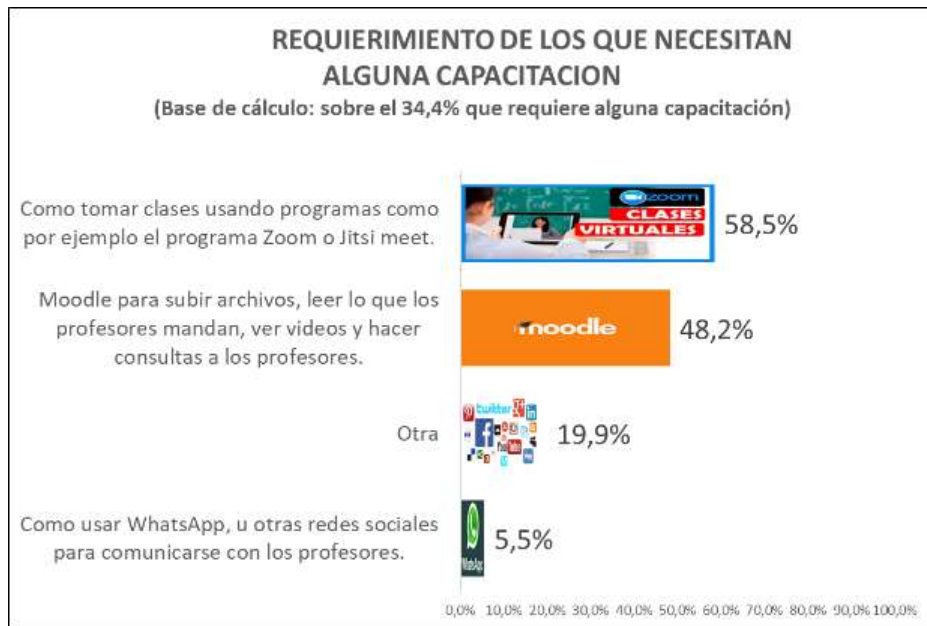 REQUIERIMIENTO DE LOS QUE NECESITAN
ALGUNA CAPACITACION
(Base de cálculo: sobre el 34,4% que requiere alguna capacitación)
Como tomar clases usando programas como
por ejemplo el programa Zoom o Jitsi meet.
zoom
CLASES
VIRTUALES
58,5%
Moodle para subir archivos, leer lo que los
profesores mandan, ver videos y hacer
consultas a los profesores.
moodle
48,2%
Otra
twitter
19,9%
Como usar WhatsApp, u otras redes sociales
para comunicarse con los profesores.
WhatsApp
5,5%
0,0% 10,0% 20,0% 30,0% 40,0% 50,0% 60,0% 70,0% 80,0% 90,0% 100,0%